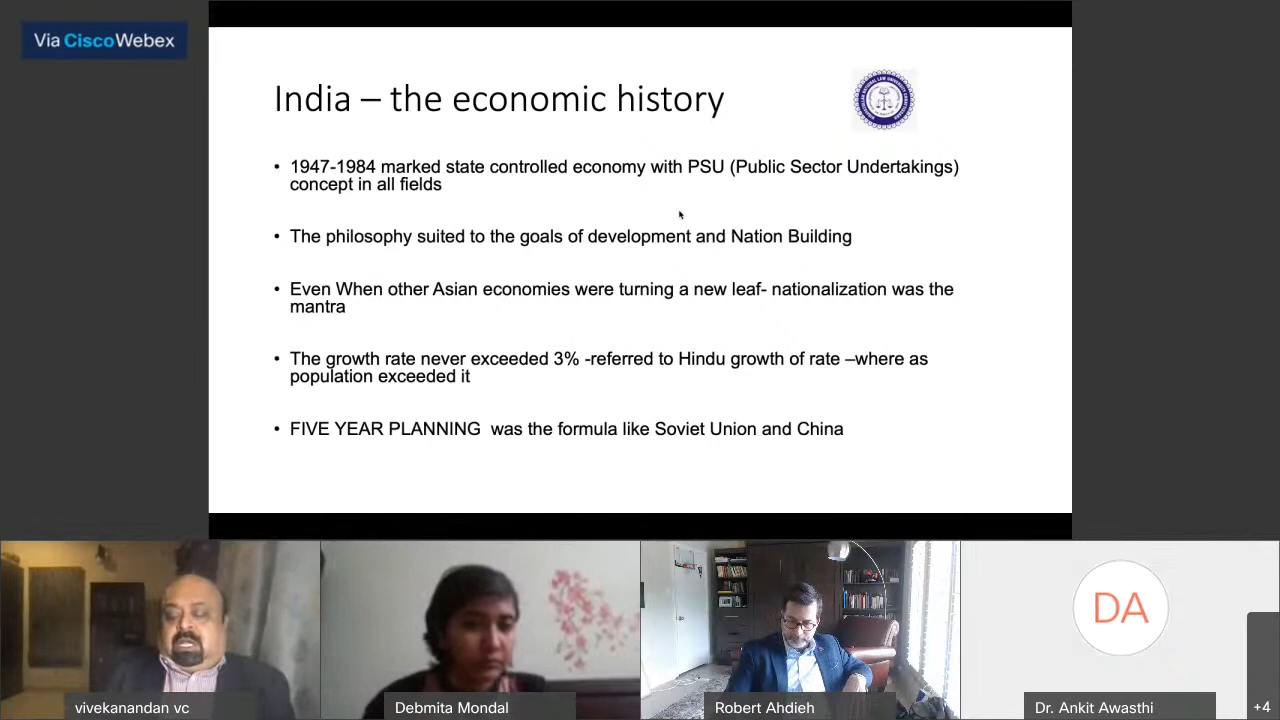 Via Cisco Webex
India – the economic history
• 1947-1984 marked state controlled economy with PSU (Public Sector Undertakings)
concept in all fields
• The philosophy suited to the goals of development and Nation Building
• Even When other Asian economies were turning a new leaf- nationalization was the
mantra
• The growth rate never exceeded 3% -referred to Hindu growth of rate –where as
population exceeded it
• FIVE YEAR PLANNING  was the formula like Soviet Union and China
DA
vivekanandan vc
Debmita Mondal
Robert Ahdieh
Dr. Ankit Awasthi
+4